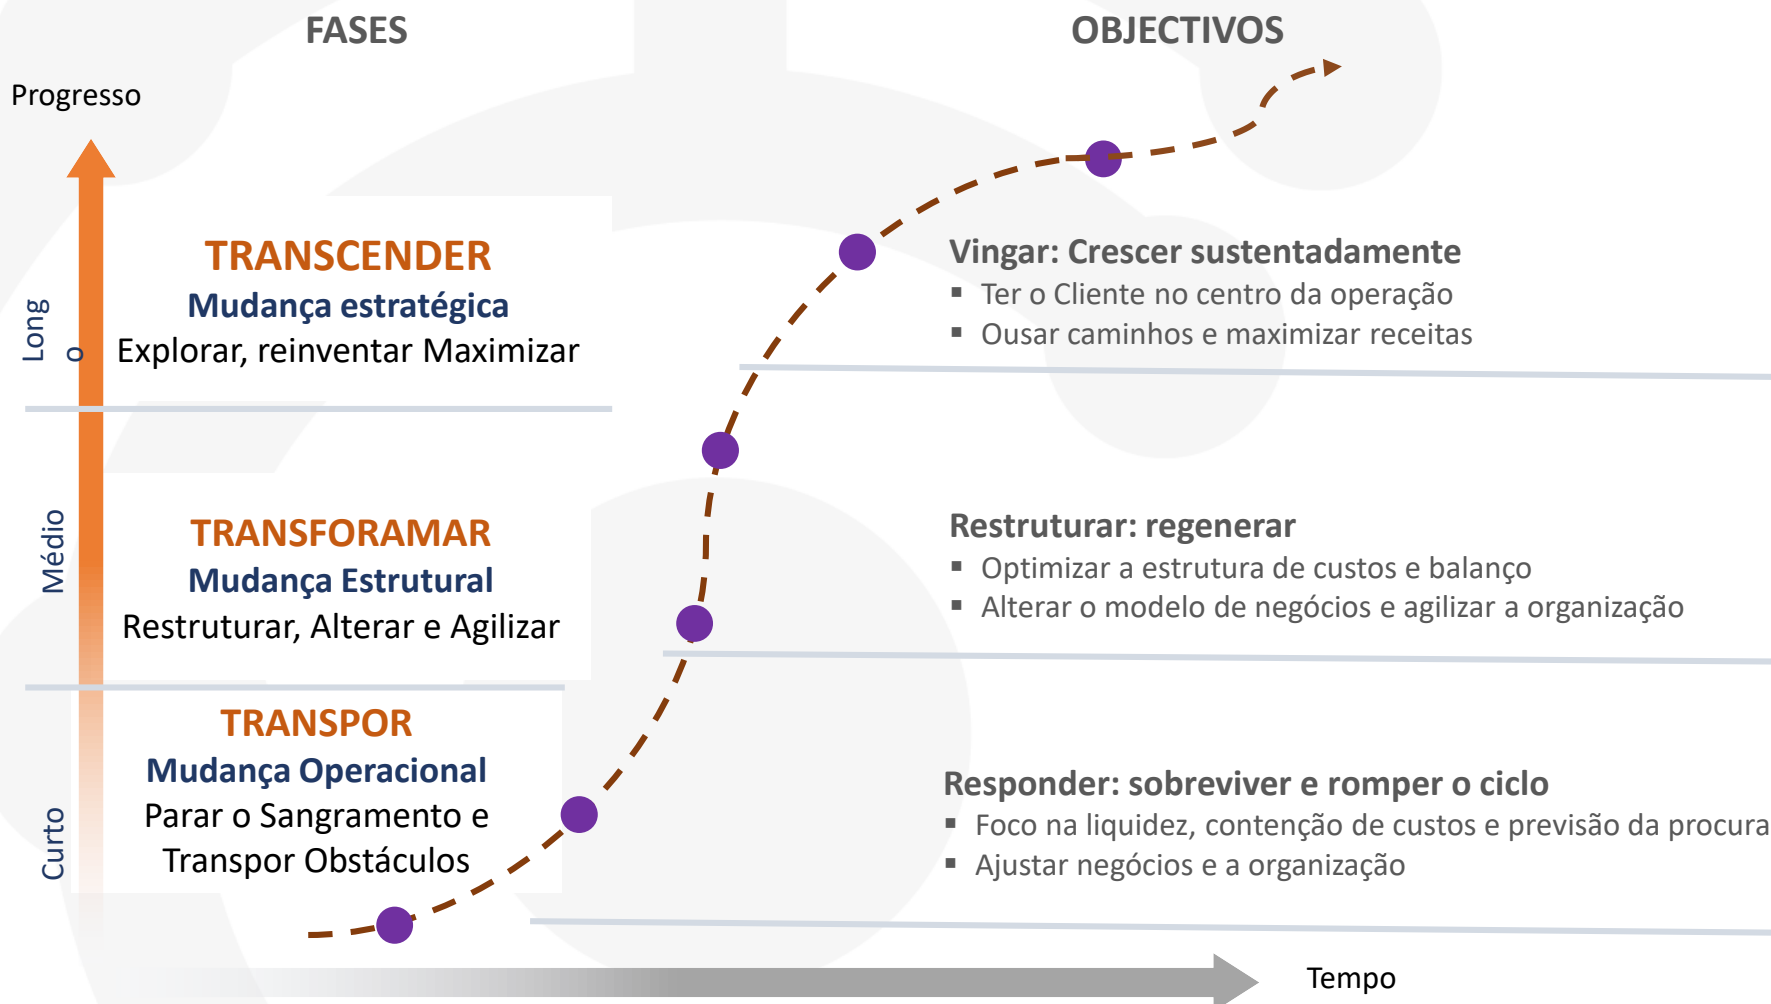 FASES
OBJECTIVOS
Progresso
Long
o
TRANSCENDER
Mudança estratégica
Explorar, reinventar Maximizar
Vingar: Crescer sustentadamente
▪ Ter o Cliente no centro da operação
▪ Ousar caminhos e maximizar receitas
Médio
TRANSFORAMAR
Mudança Estrutural
Restruturar, Alterar e Agilizar
Restruturar: regenerar
▪ Optimizar a estrutura de custos e balanço
▪ Alterar o modelo de negócios e agilizar a organização
Curto
TRANSPOR
Mudança Operacional
Parar o Sangramento e
Transpor Obstáculos
Responder: sobreviver e romper o ciclo
▪ Foco na liquidez, contenção de custos e previsão da procura
▪ Ajustar negócios e a organização
Tempo